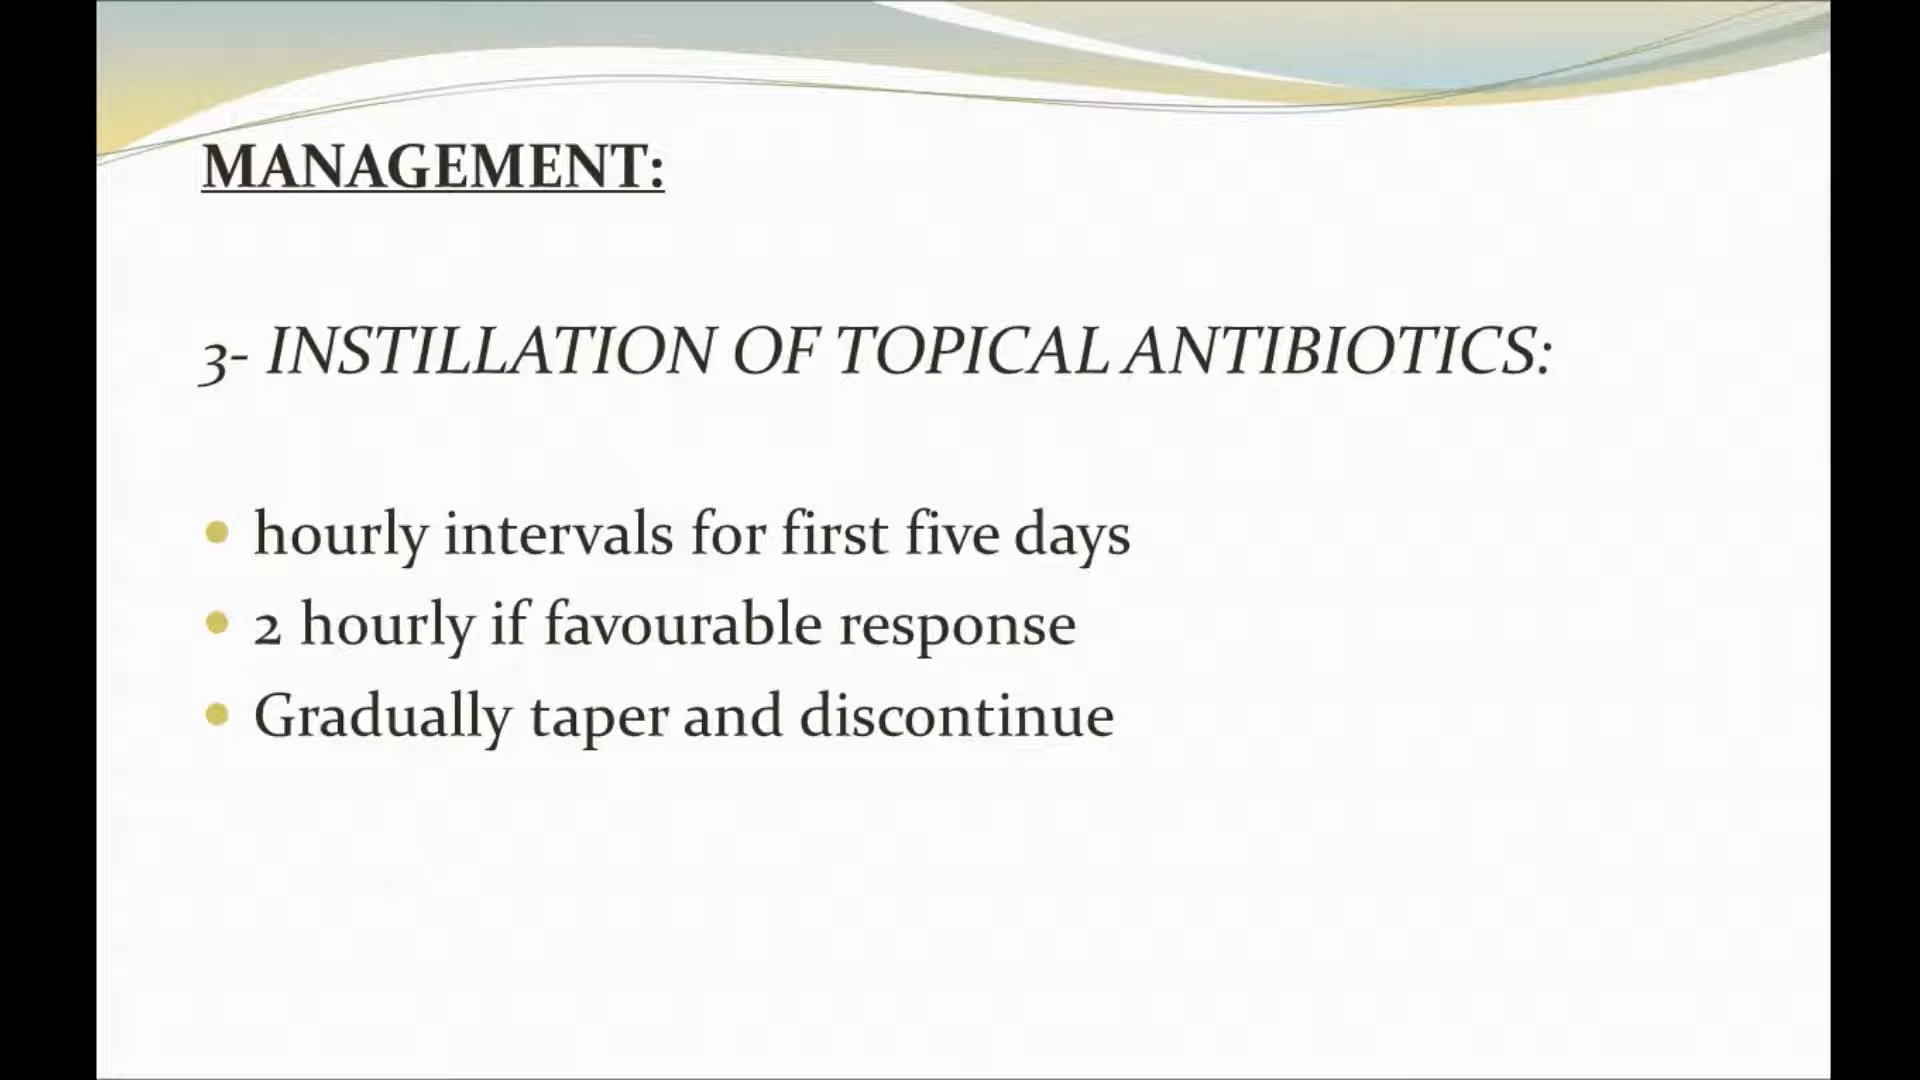 MANAGEMENT:
3- INSTILLATION OF TOPICAL ANTIBIOTICS:
• hourly intervals for first five days
• 2 hourly if favourable response
• Gradually taper and discontinue